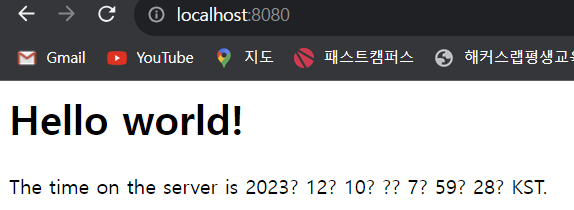 localhost:8080
Gmail YouTube 지도 패스트캠퍼스 해커스랩평생교육
Hello world!
The time on the server is 2023? 12? 10? ?? 7? 59? 28? KST.